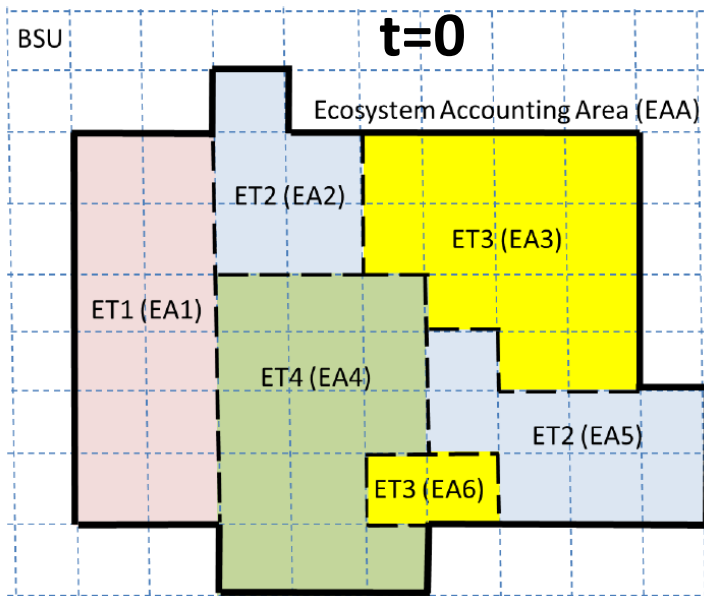 BSU
t=0
Ecosystem Accounting Area (EAA)
ET2 (EA2)
ET3 (EA3)
ET1 (EA1)
ET4 (EA4)
ET2 (EA5)
ET3 (EA6)